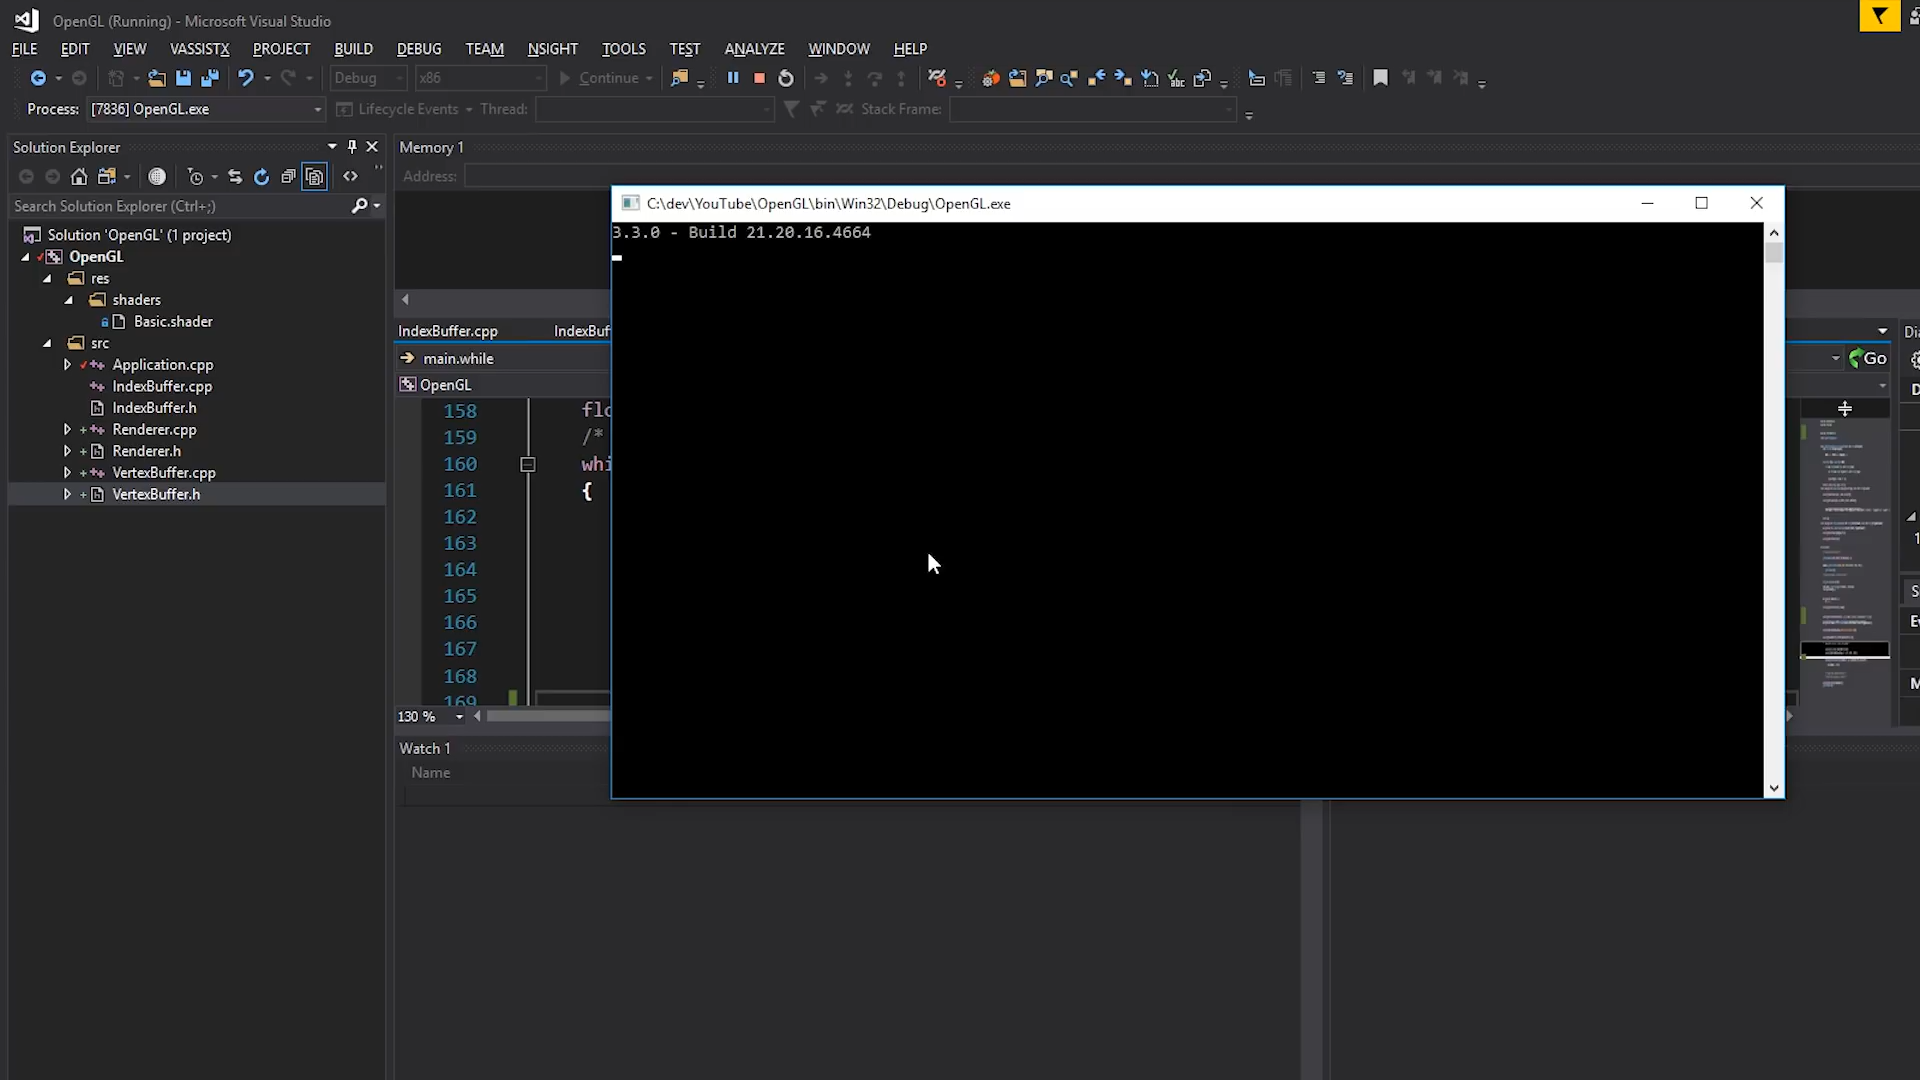 OpenGL (Running) - Microsoft Visual Studio
FILE EDIT VIEW VASSISTX PROJECT BUILD DEBUG TEAM NSIGHT TOOLS TEST ANALYZE WINDOW HELP
Debug x86 Continue
Process: [7836] OpenGL.exe Lifecycle Events Thread: Stack Frame:
Solution Explorer
Search Solution Explorer (Ctrl+;)
Solution 'OpenGL' (1 project)
OpenGL
res
shaders
Basic.shader
src
Application.cpp
IndexBuffer.cpp
IndexBuffer.h
Renderer.cpp
Renderer.h
VertexBuffer.cpp
VertexBuffer.h
Memory 1
Address:
C:\dev\YouTube\OpenGL\bin\Win32\Debug\OpenGL.exe
3.3.0 - Build 21.20.16.4664
IndexBuffer.cpp IndexBuf
main.while
Go
OpenGL
158 flo
159 /*
160 whi
161 {
162
163
164
165
166
167
168
169
130 %
Watch 1
Name